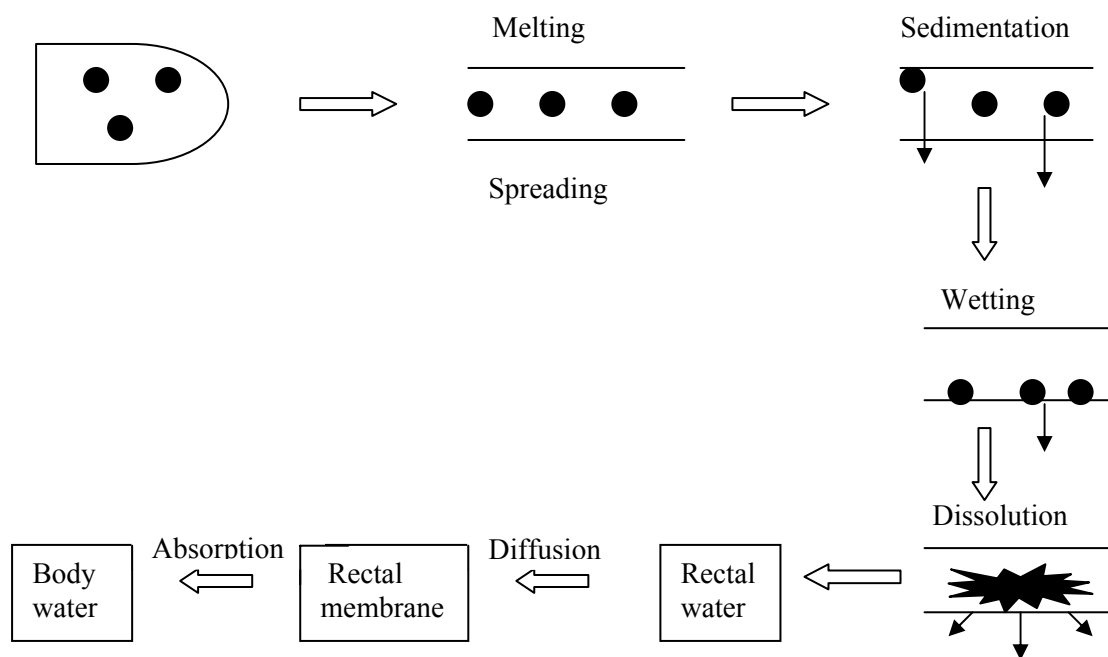 Melting
Sedimentation
Spreading
Wetting
Dissolution
Absorption
Diffusion
Body
water
Rectal
membrane
Rectal
water